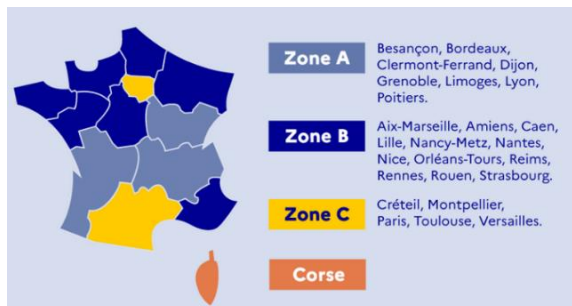 Zone A
Besançon, Bordeaux,
Clermont-Ferrand, Dijon,
Grenoble, Limoges, Lyon,
Poitiers.
Zone B
Aix-Marseille, Amiens, Caen,
Lille, Nancy-Metz, Nantes,
Nice, Orléans-Tours, Reims,
Rennes, Rouen, Strasbourg.
Zone C
Créteil, Montpellier,
Paris, Toulouse, Versailles.
Corse